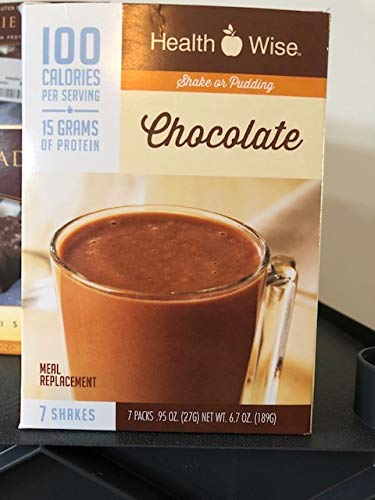 100
CALORIES
PER SERVING
&
15 GRAMS
OF PROTEIN
Health Wise™
Shake or Pudding
Chocolate
MEAL
REPLACEMENT
7 SHAKES
7 PACKS .95 OZ. (27G) NET WT. 6.7 OZ. (189G)